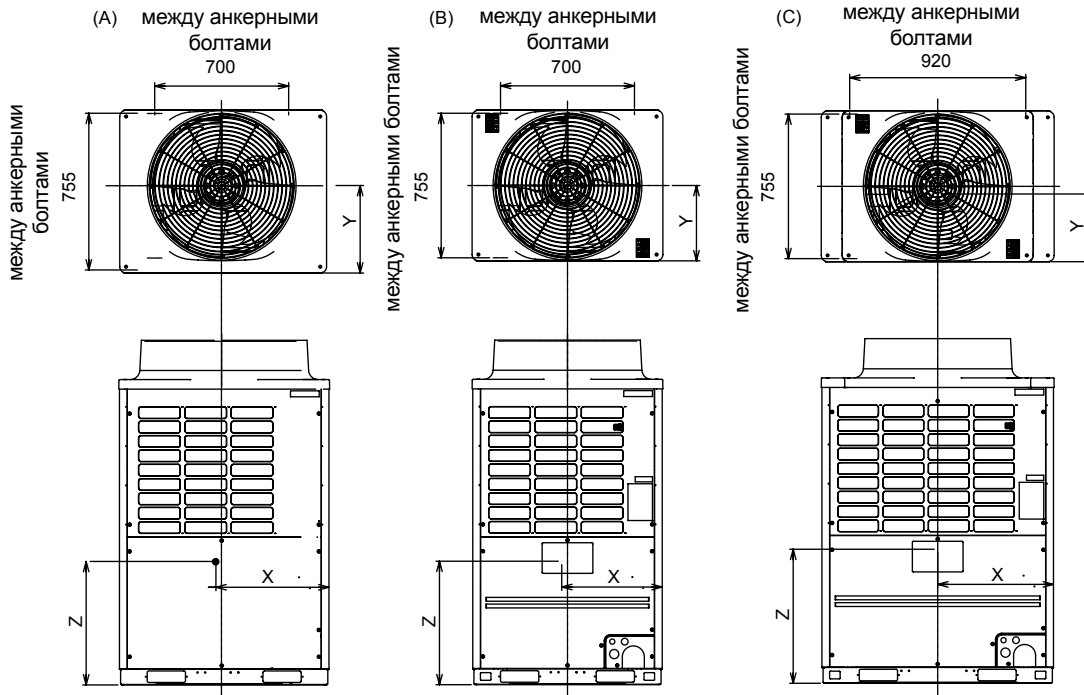 (A)
между анкерными
болтами
700
между анкерными
болтами
755
Y
X
Z
(B)
между анкерными
болтами
700
между анкерными болтами
755
Y
X
Z
(C)
между анкерными
болтами
920
между анкерными болтами
755
Y
X
Z